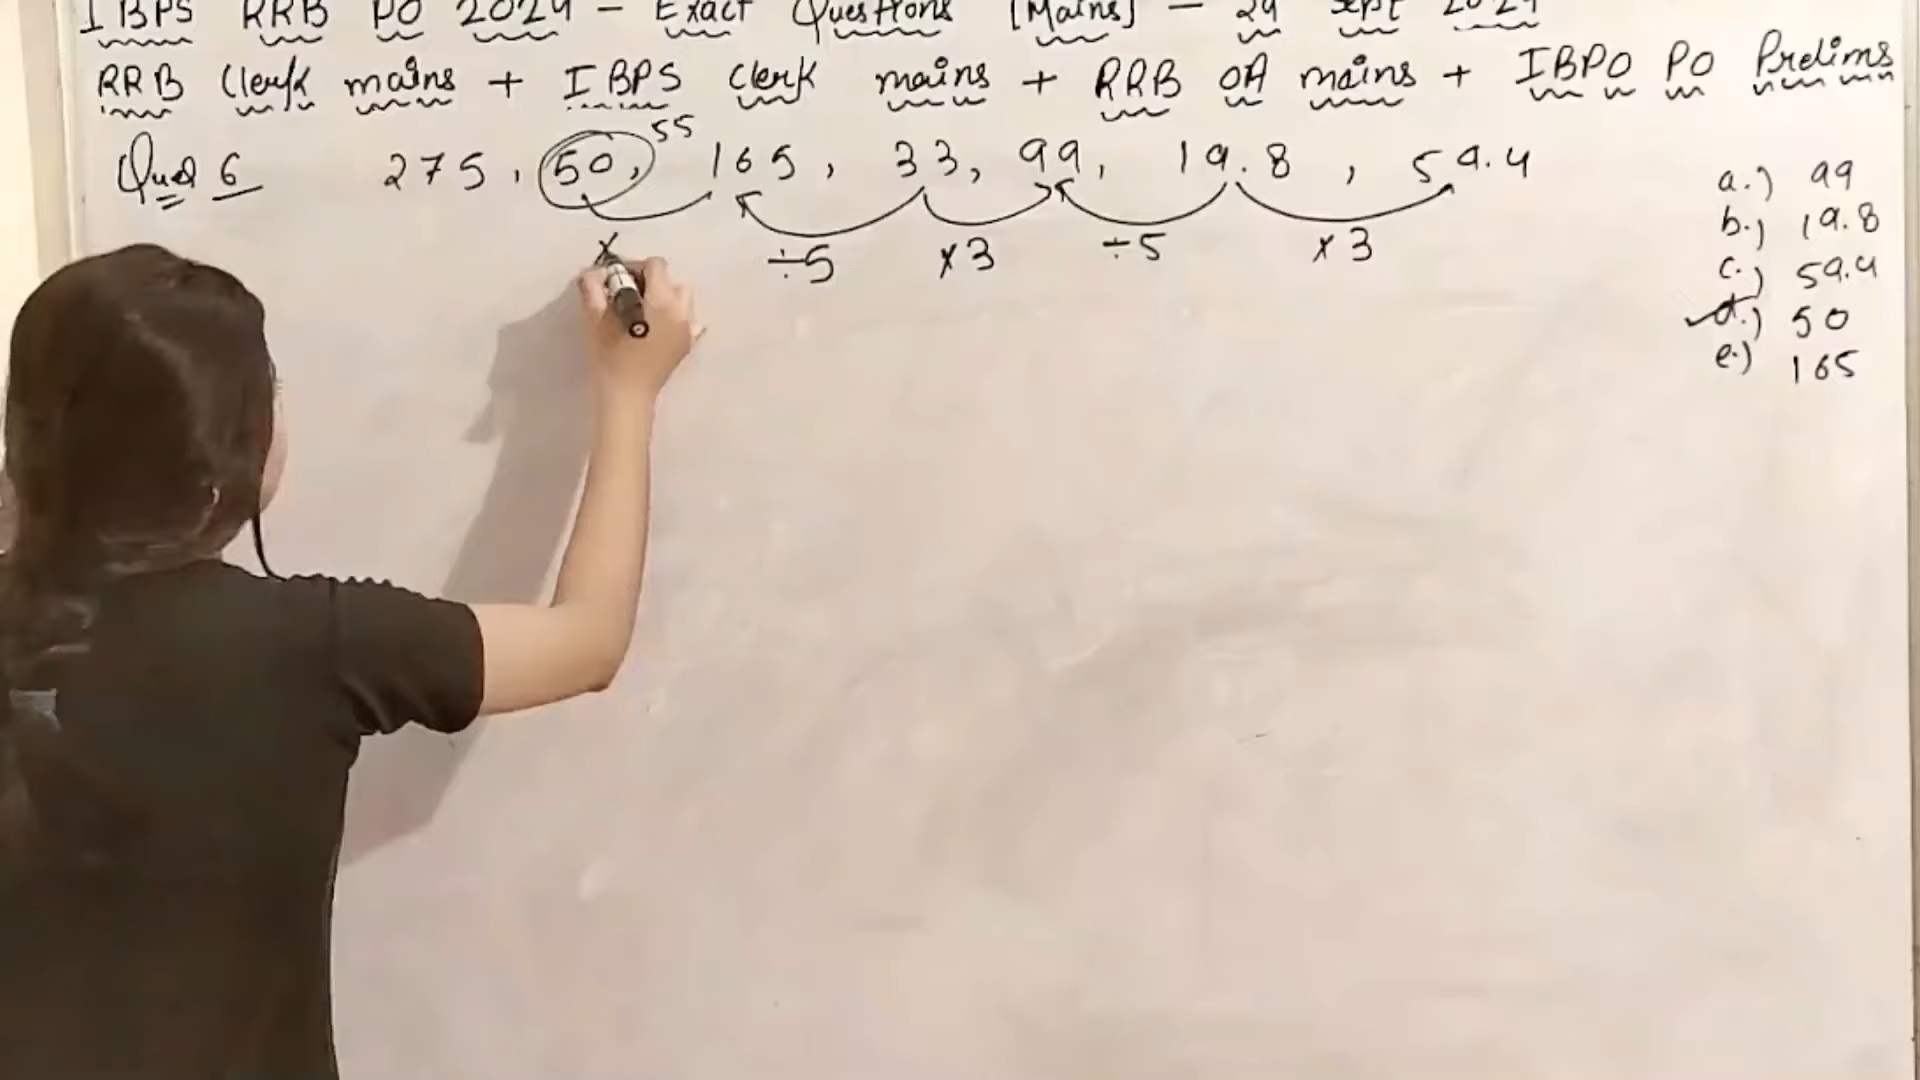 IBPS RRB PO 2024 - Exact Questions [Mains] - 29 Sept 2024
RRB Clerk mains + IBPS Clerk mains + RRB OA mains + IBPO PO Prelims
Ques 6 275, 50, 55 165, 33, 99, 19.8, 59.4
× ÷5 ×3 ÷5 ×3
a.) 99
b.) 19.8
c.) 59.4
d.) 50
e.) 165